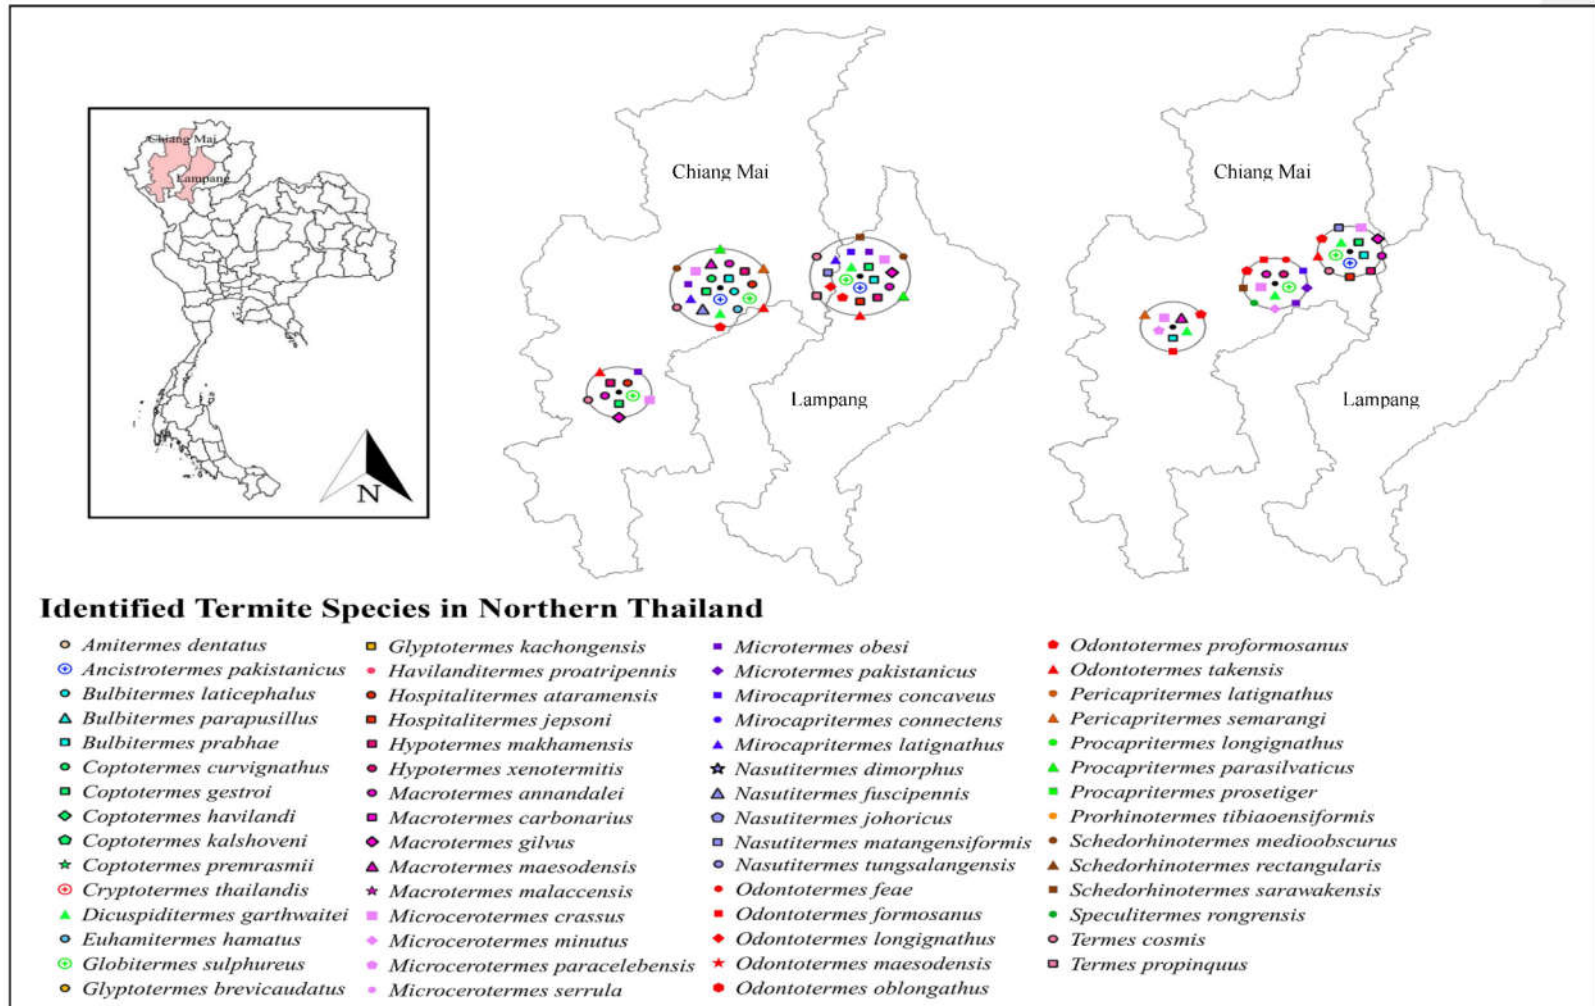 Chiang Mai
Lampang
N
Chiang Mai
Lampang
Chiang Mai
Lampang
Identified Termite Species in Northern Thailand
Amitermes dentatus
Ancistrotermes pakistanicus
Bulbitermes laticephalus
Bulbitermes parapusillus
Bulbitermes prabhae
Coptotermes curvignathus
Coptotermes gestroi
Coptotermes havilandi
Coptotermes kalshoveni
Coptotermes premrasmii
Cryptotermes thailandis
Dicuspiditermes garthwaitei
Euhamitermes hamatus
Globitermes sulphureus
Glyptotermes brevicaudatus
Glyptotermes kachongensis
Havilanditermes proatripennis
Hospitalitermes ataramensis
Hospitalitermes jepsoni
Hypotermes makhamensis
Hypotermes xenotermitis
Macrotermes annandalei
Macrotermes carbonarius
Macrotermes gilvus
Macrotermes maesodensis
Macrotermes malaccensis
Microcerotermes crassus
Microcerotermes minutus
Microcerotermes paracelebensis
Microcerotermes serrula
Microtermes obesi
Microtermes pakistanicus
Mirocapritermes concaveus
Mirocapritermes connectens
Mirocapritermes latignathus
Nasutitermes dimorphus
Nasutitermes fuscipennis
Nasutitermes johoricus
Nasutitermes matangensiformis
Nasutitermes tungsalangensis
Odontotermes feae
Odontotermes formosanus
Odontotermes longignathus
Odontotermes maesodensis
Odontotermes oblongathus
Odontotermes proformosanus
Odontotermes takensis
Pericapritermes latignathus
Pericapritermes semarangi
Procapritermes longignathus
Procapritermes parasilvaticus
Procapritermes prosetiger
Prorhinotermes tibiaoensiformis
Schedorhinotermes medioobscurus
Schedorhinotermes rectangularis
Schedorhinotermes sarawakensis
Speculitermes rongrensis
Termes cosmis
Termes propinquus